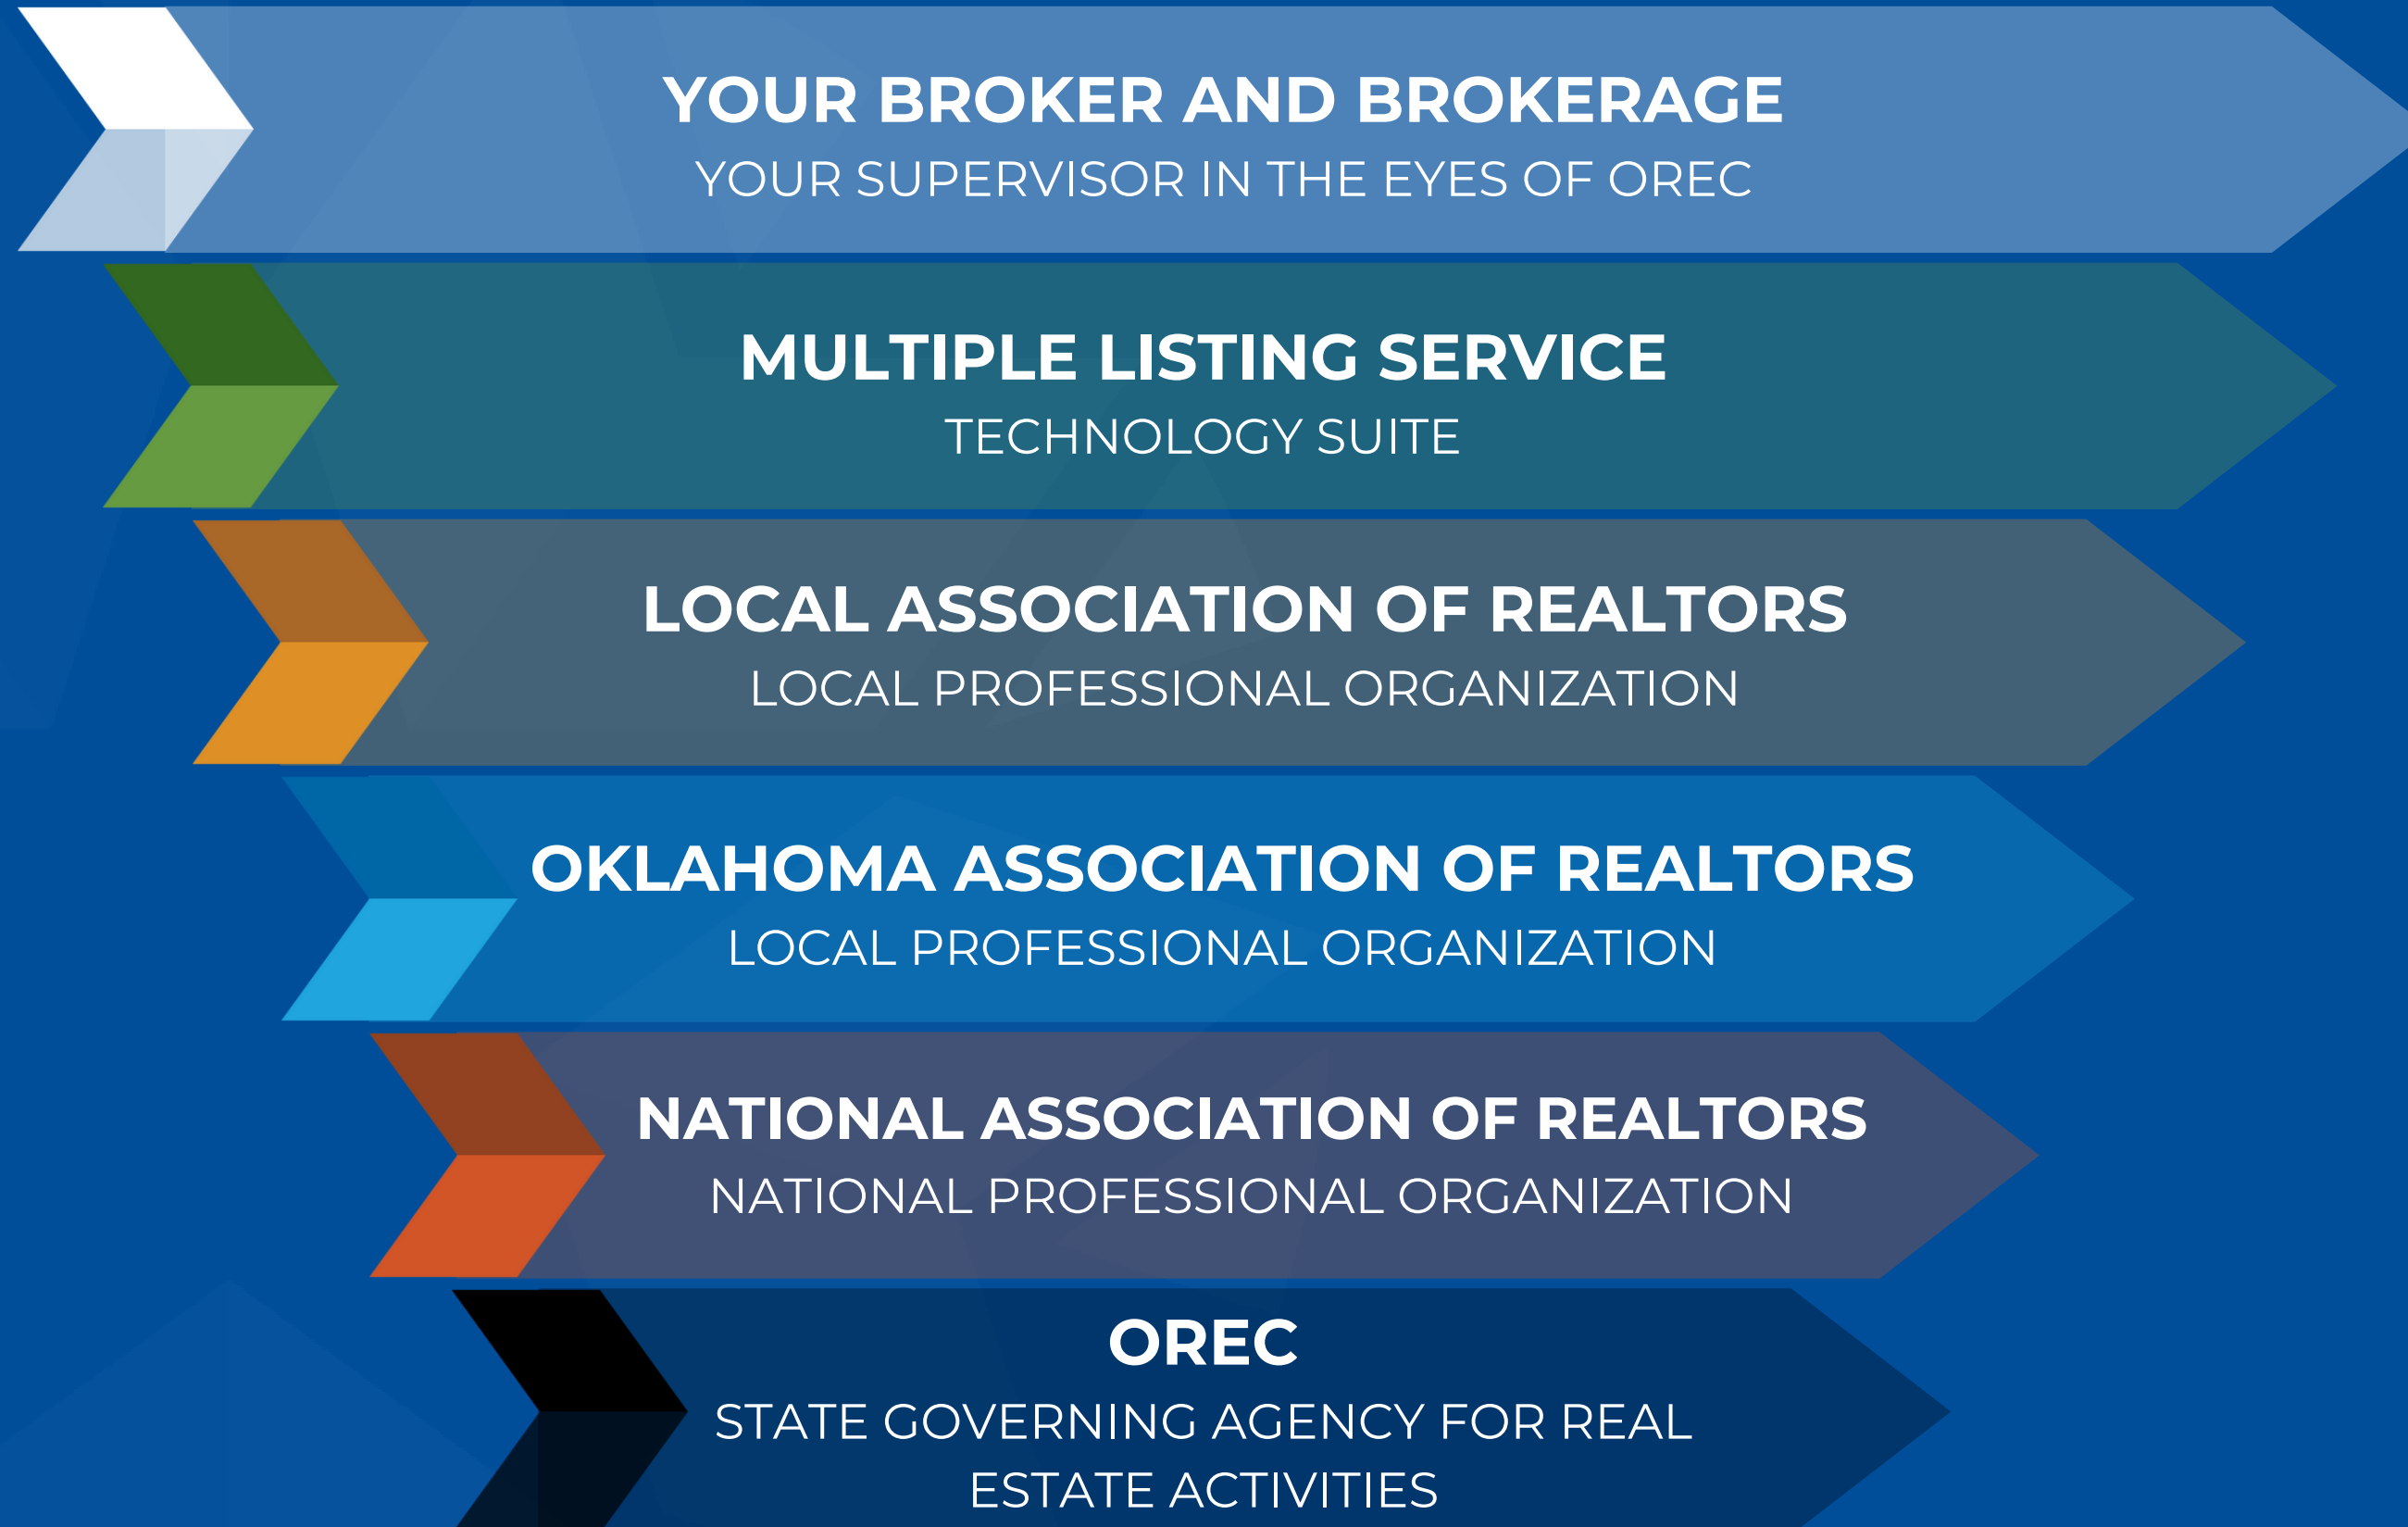 YOUR BROKER AND BROKERAGE
YOUR SUPERVISOR IN THE EYES OF OREC
MULTIPLE LISTING SERVICE
TECHNOLOGY SUITE
LOCAL ASSOCIATION OF REALTORS
LOCAL PROFESSIONAL ORGANIZATION
OKLAHOMA ASSOCIATION OF REALTORS
LOCAL PROFESSIONAL ORGANIZATION
NATIONAL ASSOCIATION OF REALTORS
NATIONAL PROFESSIONAL ORGANIZATION
OREC
STATE GOVERNING AGENCY FOR REAL
ESTATE ACTIVITIES